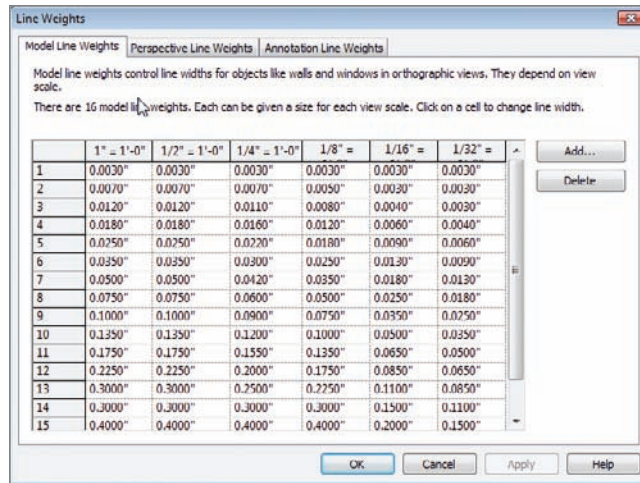 Line Weights
Model Line Weights Perspective Line Weights Annotation Line Weights
Model line weights control line widths for objects like walls and windows in orthographic views. They depend on view
scale.
There are 16 model line weights. Each can be given a size for each view scale. Click on a cell to change line width.
1" = 1'-0" 1/2" = 1'-0" 1/4" = 1'-0" 1/8" = 1/16" = 1/32" =
1 0.0030" 0.0030" 0.0030" 0.0030" 0.0030" 0.0030"
2 0.0070" 0.0070" 0.0070" 0.0050" 0.0030" 0.0030"
3 0.0120" 0.0120" 0.0110" 0.0080" 0.0040" 0.0030"
4 0.0180" 0.0180" 0.0160" 0.0120" 0.0060" 0.0040"
5 0.0250" 0.0250" 0.0220" 0.0180" 0.0090" 0.0060"
6 0.0350" 0.0350" 0.0300" 0.0250" 0.0130" 0.0090"
7 0.0500" 0.0500" 0.0420" 0.0350" 0.0180" 0.0130"
8 0.0750" 0.0750" 0.0600" 0.0500" 0.0250" 0.0180"
9 0.1000" 0.1000" 0.0900" 0.0750" 0.0350" 0.0250"
10 0.1350" 0.1350" 0.1200" 0.1000" 0.0500" 0.0350"
11 0.1750" 0.1750" 0.1550" 0.1350" 0.0650" 0.0500"
12 0.2250" 0.2250" 0.2000" 0.1750" 0.0850" 0.0650"
13 0.3000" 0.3000" 0.2500" 0.2250" 0.1100" 0.0850"
14 0.3000" 0.3000" 0.3000" 0.3000" 0.1500" 0.1100"
15 0.4000" 0.4000" 0.4000" 0.4000" 0.2000" 0.1500"
Add...
Delete
OK Cancel Apply Help